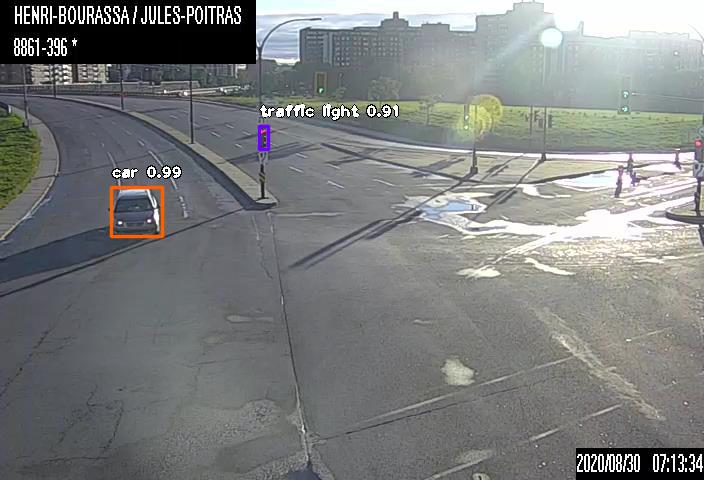 HENRI-BOURASSA / JULES-POITRAS
8861-396 *
traffic light 0.91
car 0.99
2020/08/30 07:13:34